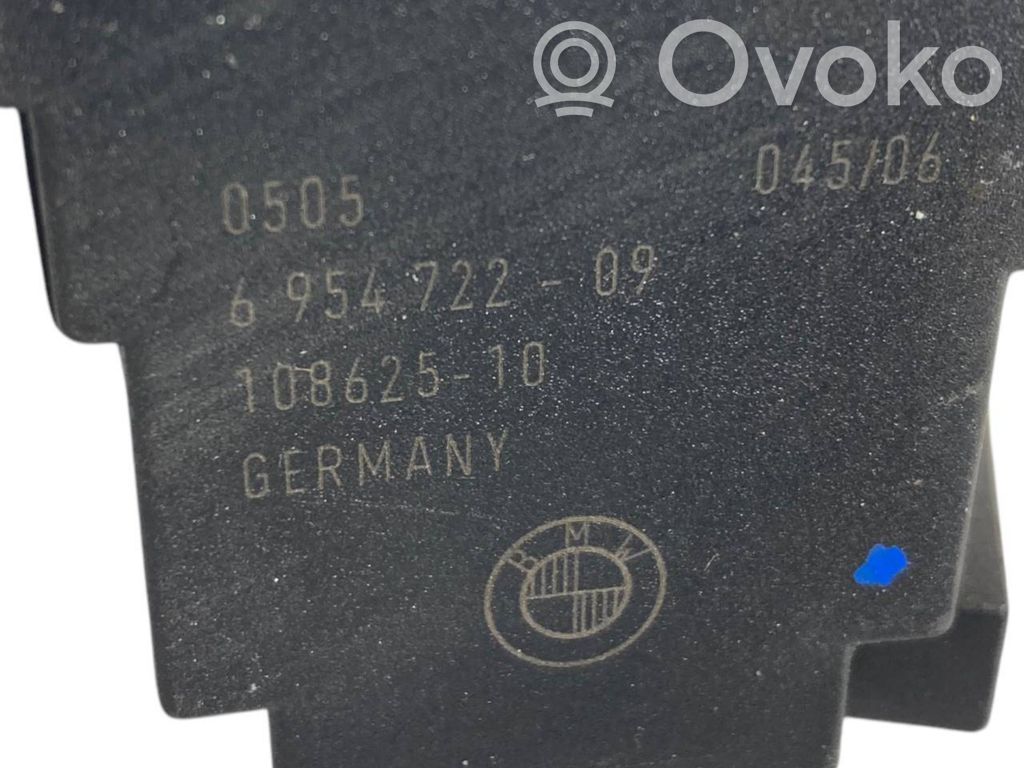 Ovoko
045/06
0505
6 954 722 - 09
108625-10
GERMANY
BMW